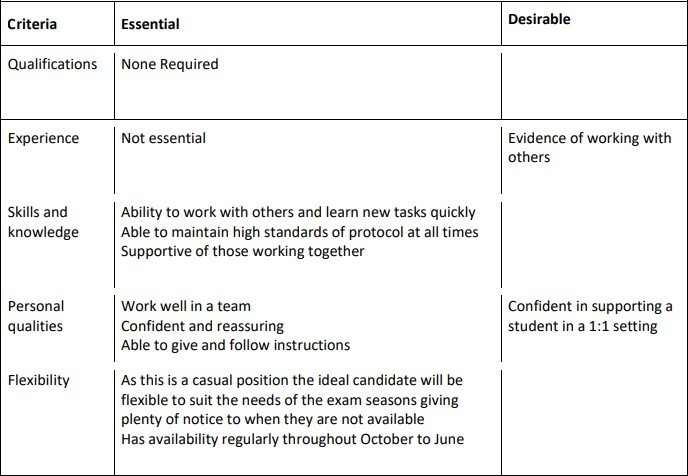 Criteria
Essential
Desirable
Qualifications
None Required
Experience
Not essential
Evidence of working with
others
Skills and
knowledge
Ability to work with others and learn new tasks quickly
Able to maintain high standards of protocol at all times
Supportive of those working together
Personal
qualities
Work well in a team
Confident and reassuring
Able to give and follow instructions
Confident in supporting a
student in a 1:1 setting
Flexibility
As this is a casual position the ideal candidate will be
flexible to suit the needs of the exam seasons giving
plenty of notice to when they are not available
Has availability regularly throughout October to June